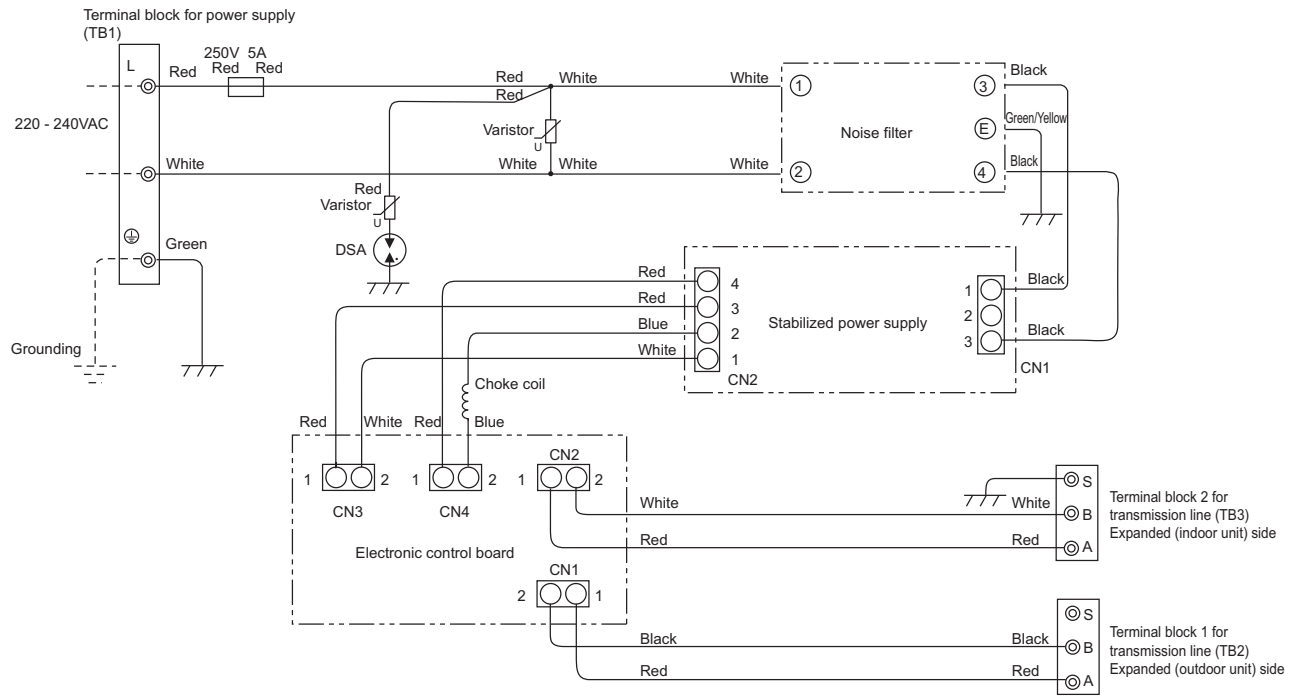 Terminal block for power supply
(TB1)
L
250V 5A
Red Red Red
Red White White
Red
220 - 240VAC
Varistor
U
White White White White
Red
Varistor
U
DSA
Green
Grounding
1
2
Noise filter
3
E
4
Black
Green/Yellow
Black
Red 4
Red 3
Blue 2
White 1
CN2
Stabilized power supply
1 Black
2
3 Black
CN1
Choke coil
Red White Red Blue
1 2
CN3
1 2
CN4
CN2
1 2
Electronic control board
CN1
2 1
White White
Red Red
S
B
A
Terminal block 2 for
transmission line (TB3)
Expanded (indoor unit) side
Black Black
Red Red
S
B
A
Terminal block 1 for
transmission line (TB2)
Expanded (outdoor unit) side